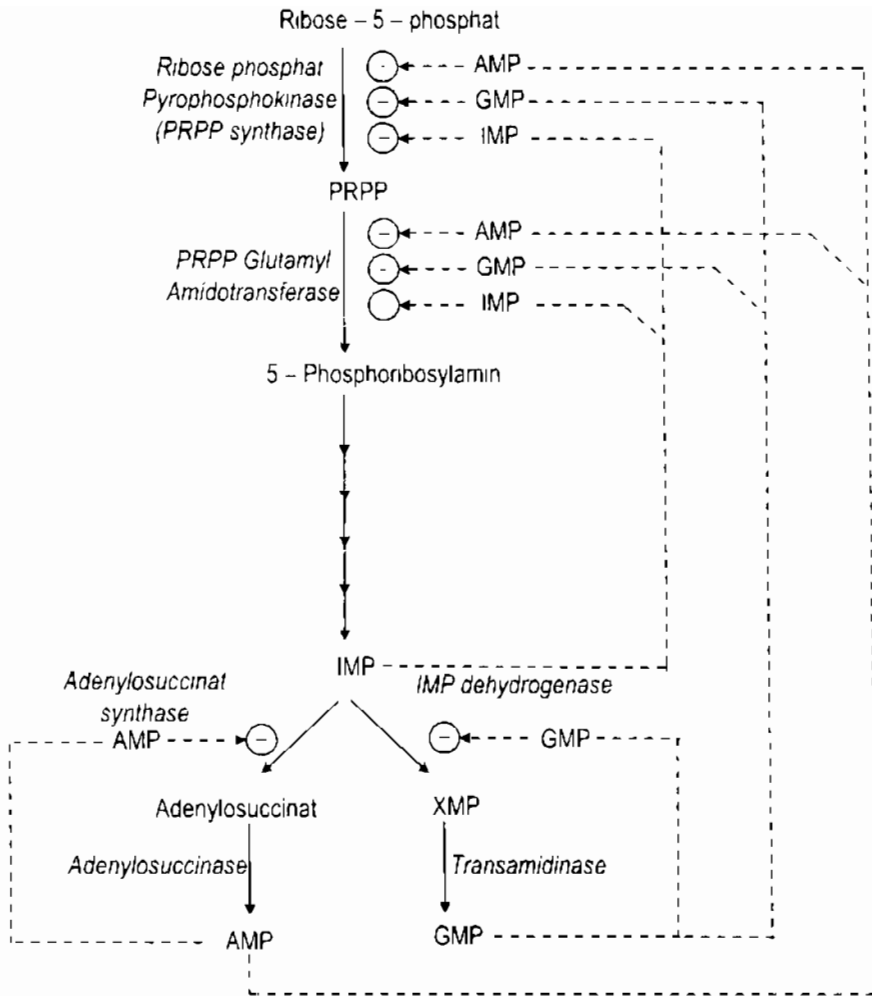 Ribose – 5 – phosphat
Ribose phosphat
Pyrophosphokinase
(PRPP synthase)
AMP
GMP
IMP
PRPP
PRPP Glutamyl
Amidotransferase
AMP
GMP
IMP
5 – Phosphoribosylamin
IMP
IMP dehydrogenase
Adenylosuccinat
synthase
AMP
GMP
Adenylosuccinat
XMP
Adenylosuccinase
Transamidinase
AMP
GMP